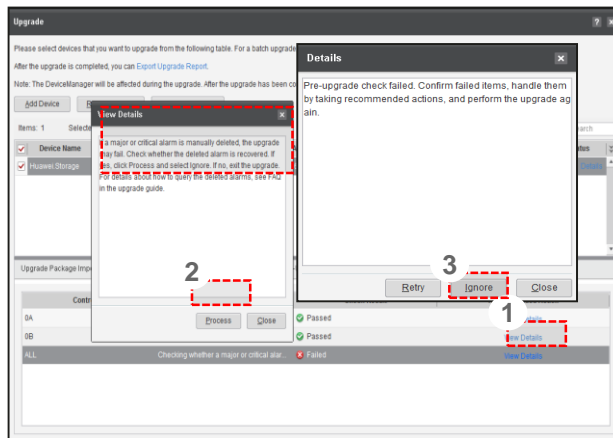 Upgrade
Please select devices that you want to upgrade from the following table. For a batch upgrade
After the upgrade is completed, you can Export Upgrade Report.
Note: The DeviceManager will be affected during the upgrade. After the upgrade has been co
Add Device
Items: 1 Selecte
Device Name
Huawei.Storage
Details
View Details
If a major or critical alarm is manually deleted, the upgrade
may fail. Check whether the deleted alarm is recovered. If
yes, click Process and select Ignore. If no, exit the upgrade.
For details about how to query the deleted alarms, see FAQ
in the upgrade guide.
2
Process Close
Details
Pre-upgrade check failed. Confirm failed items, handle them
by taking recommended actions, and perform the upgrade ag
ain.
3
Retry Ignore Close
1
Upgrade Package Impo
Contr
0A Passed
0B Passed View Details
ALL Checking whether a major or critical alar... Failed View Details